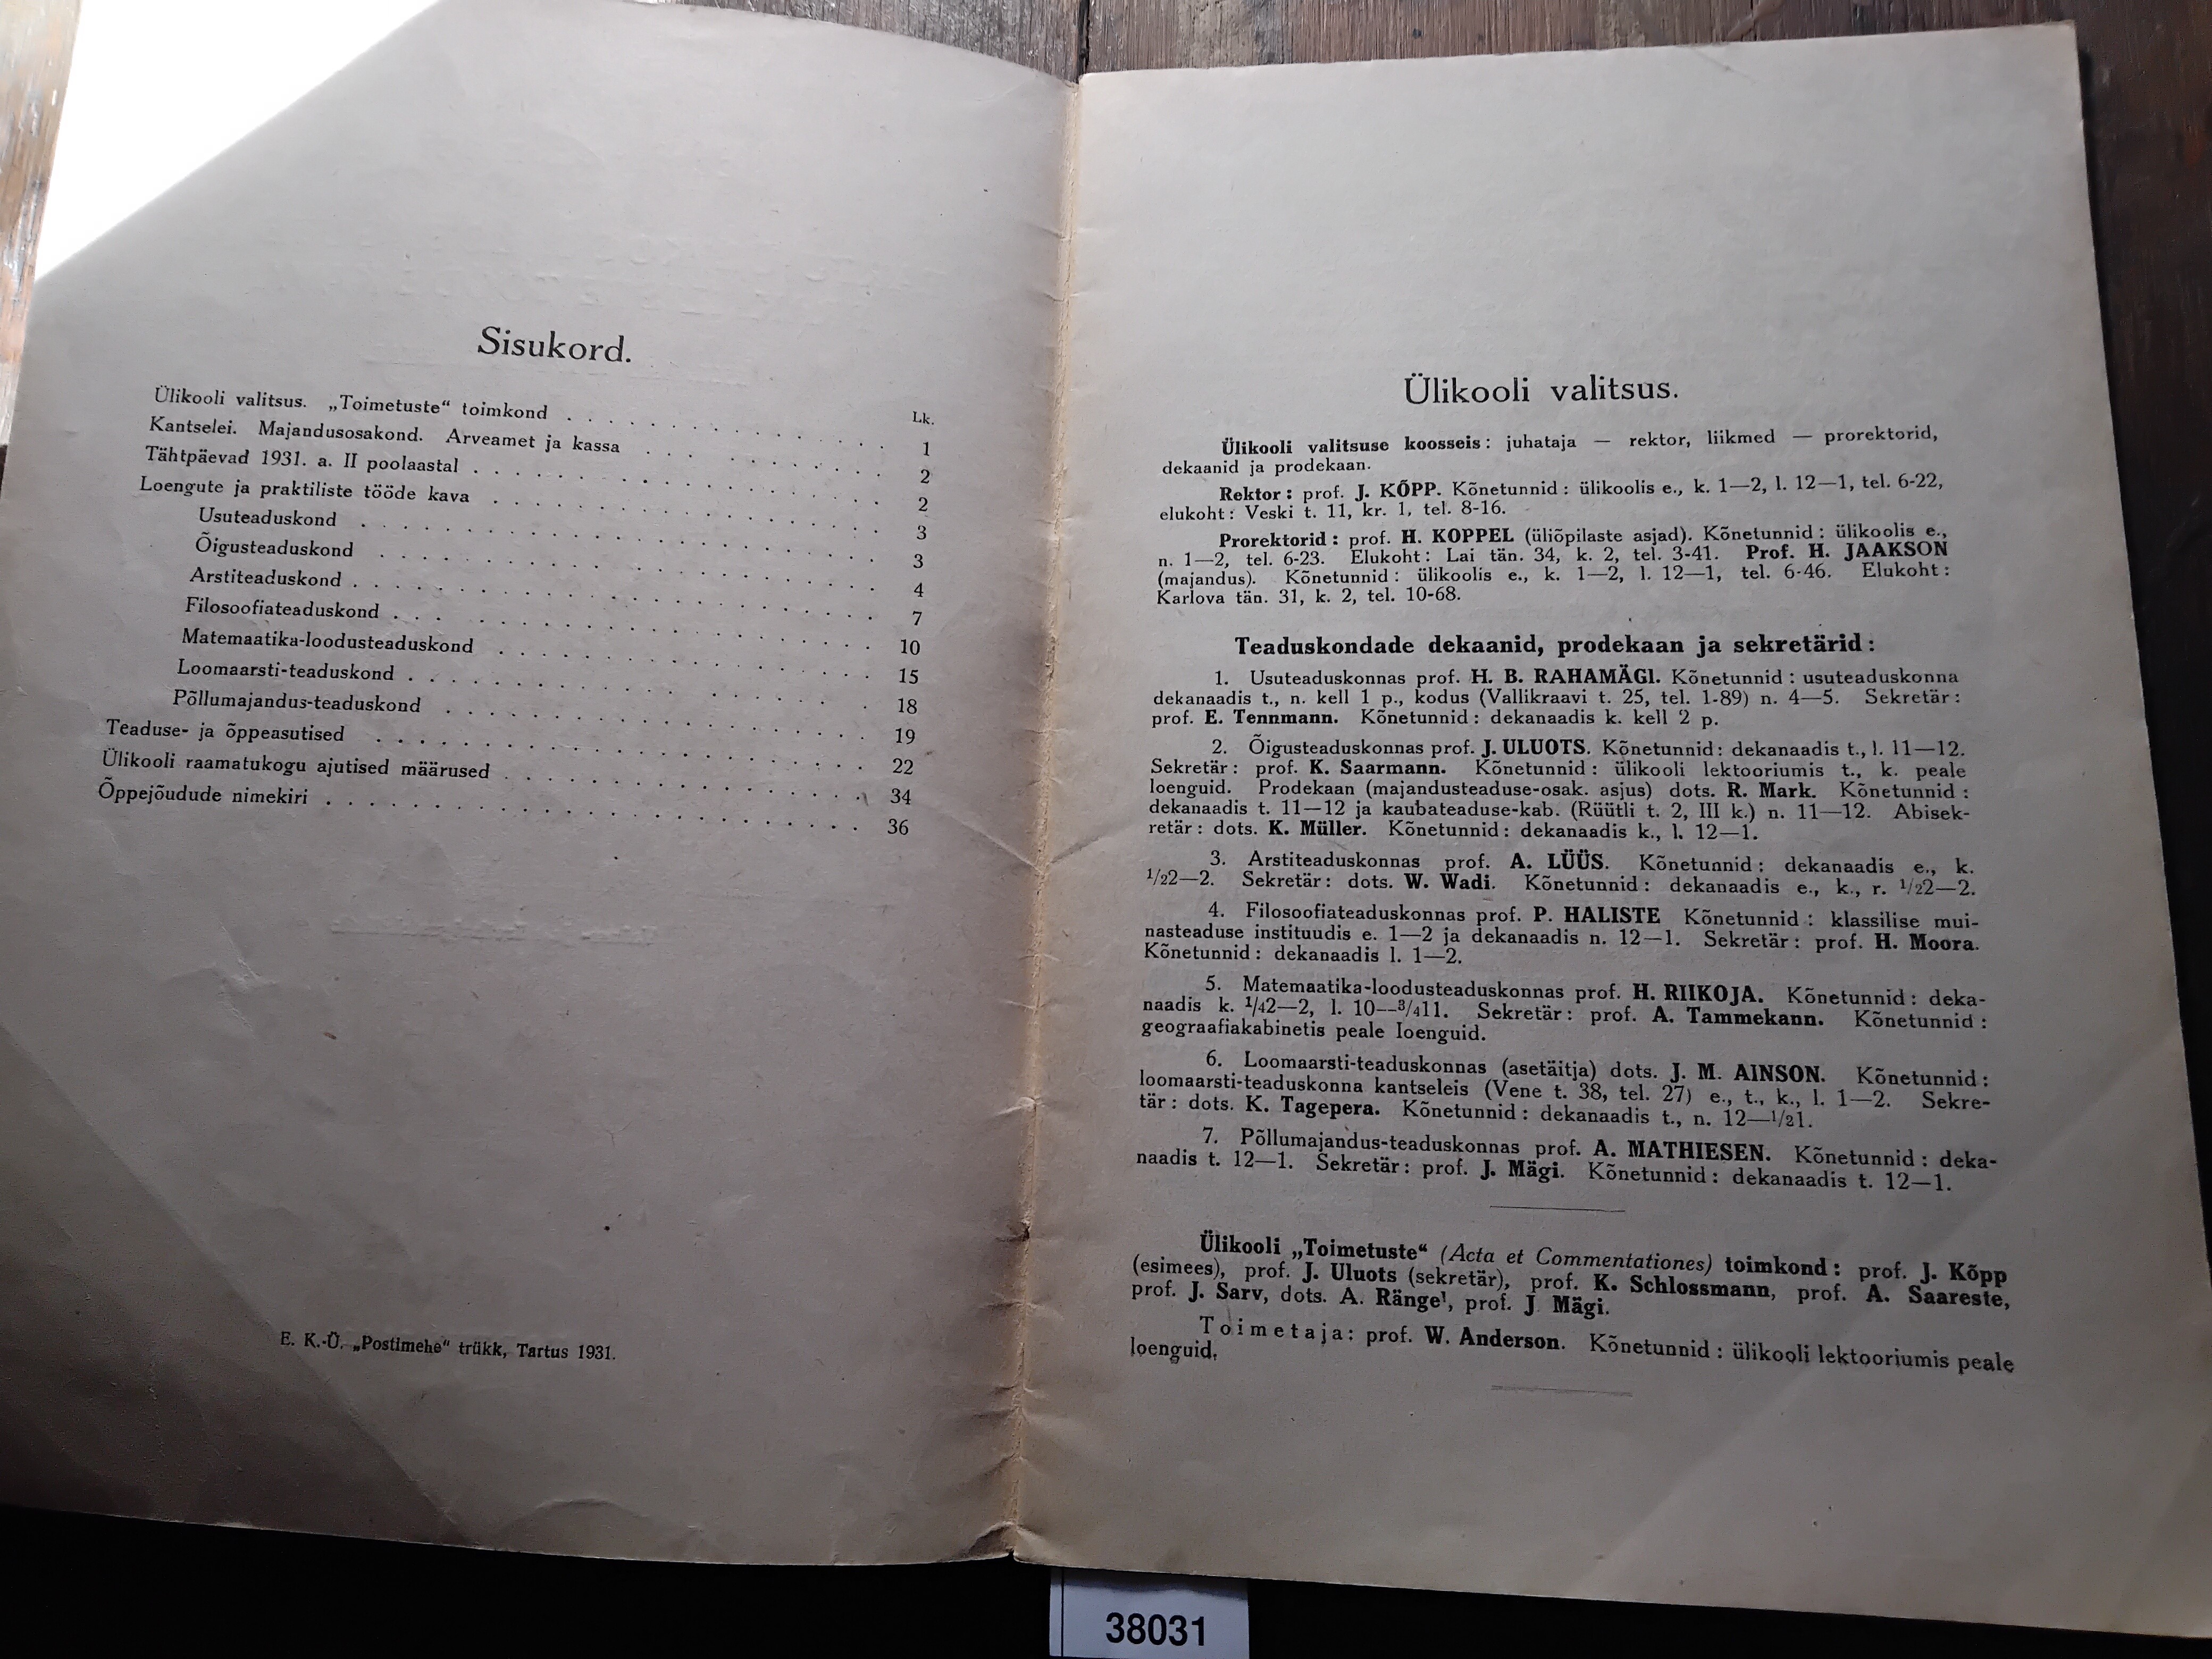 Sisukord.
Lk.
Ülikooli valitsus. „Toimetuste“ toimkond . . . . . . . . . . . . . . 1
Kantselei. Majandusosakond. Arveamet ja kassa . . . . . . . . . . 2
Tähtpäevad 1931. a. II poolaastal . . . . . . . . . . . . . . . . 2
Loengute ja praktiliste tööde kava . . . . . . . . . . . . . . . 3
Usuteaduskond . . . . . . . . . . . . . . . . . . . . 3
Õigusteaduskond . . . . . . . . . . . . . . . . . . . 4
Arstiteaduskond . . . . . . . . . . . . . . . . . . . . 7
Filosoofiateaduskond . . . . . . . . . . . . . . . . . . 10
Matemaatika-loodusteaduskond . . . . . . . . . . . . . . 15
Loomaarsti-teaduskond . . . . . . . . . . . . . . . . . 18
Põllumajandus-teaduskond . . . . . . . . . . . . . . . . 19
Teaduse- ja õppeasutised . . . . . . . . . . . . . . . . . . 22
Ülikooli raamatukogu ajutised määrused . . . . . . . . . . . . . 34
Õppejõudude nimekiri . . . . . . . . . . . . . . . . . . . . 36
E. K.-Ü. „Postimehe“ trükk, Tartus 1931.
Ülikooli valitsus.
Ülikooli valitsuse koosseis: juhataja — rektor, liikmed — prorektorid,
dekaanid ja prodekaan.
Rektor: prof. J. KÕPP. Kõnetunnid: ülikoolis e., k. 1—2, l. 12—1, tel. 6-22,
elukoht: Veski t. 11, kr. 1, tel. 8-16.
Prorektorid: prof. H. KOPPEL (üliõpilaste asjad). Kõnetunnid: ülikoolis e.,
n. 1—2, tel. 6-23. Elukoht: Lai tän. 34, k. 2, tel. 3-41. Prof. H. JAAKSON
(majandus). Kõnetunnid: ülikoolis e., k. 1—2, l. 12—1, tel. 6-46. Elukoht:
Karlova tän. 31, k. 2, tel. 10-68.
Teaduskondade dekaanid, prodekaan ja sekretärid:
1. Usuteaduskonnas prof. H. B. RAHAMÄGI. Kõnetunnid: usuteaduskonna
dekanaadis t., n. kell 1 p., kodus (Vallikraavi t. 25, tel. 1-89) n. 4—5. Sekretär:
prof. E. Tennmann. Kõnetunnid: dekanaadis k. kell 2 p.
2. Õigusteaduskonnas prof. J. ULUOTS. Kõnetunnid: dekanaadis t., l. 11—12.
Sekretär: prof. K. Saarmann. Kõnetunnid: ülikooli lektooriumis t., k. peale
loenguid. Prodekaan (majandusteaduse-osak. asjus) dots. R. Mark. Kõnetunnid:
dekanaadis t. 11—12 ja kaubateaduse-kab. (Rüütli t. 2, III k.) n. 11—12. Abisek-
retär: dots. K. Müller. Kõnetunnid: dekanaadis k., l. 12—1.
3. Arstiteaduskonnas prof. A. LÜÜS. Kõnetunnid: dekanaadis e., k.
1/22—2. Sekretär: dots. W. Wadi. Kõnetunnid: dekanaadis e., k., r. 1/22—2.
4. Filosoofiateaduskonnas prof. P. HALISTE Kõnetunnid: klassilise mui-
nasteaduse instituudis e. 1—2 ja dekanaadis n. 12—1. Sekretär: prof. H. Moora.
Kõnetunnid: dekanaadis l. 1—2.
5. Matemaatika-loodusteaduskonnas prof. H. RIIKOJA. Kõnetunnid: deka-
naadis k. 1/42—2, l. 10—3/411. Sekretär: prof. A. Tammekann. Kõnetunnid:
geograafiakabinetis peale loenguid.
6. Loomaarsti-teaduskonnas (asetäitja) dots. J. M. AINSON. Kõnetunnid:
loomaarsti-teaduskonna kantseleis (Vene t. 38, tel. 27) e., t., k., l. 1—2. Sekre-
tär: dots. K. Tagepera. Kõnetunnid: dekanaadis t., n. 12—1/21.
7. Põllumajandus-teaduskonnas prof. A. MATHIESEN. Kõnetunnid: deka-
naadis t. 12—1. Sekretär: prof. J. Mägi. Kõnetunnid: dekanaadis t. 12—1.
Ülikooli „Toimetuste“ (Acta et Commentationes) toimkond: prof. J. Kõpp
(esimees), prof. J. Uluots (sekretär), prof. K. Schlossmann, prof. A. Saareste,
prof. J. Sarv, dots. A. Rängel, prof. J. Mägi.
Toimetaja: prof. W. Anderson. Kõnetunnid: ülikooli lektooriumis peale
loenguid.
38031